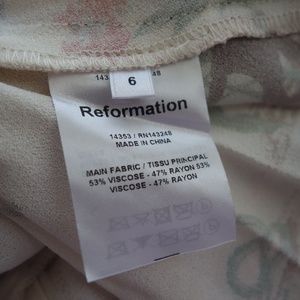 6
Reformation
14353 / RN143248
MADE IN CHINA
MAIN FABRIC / TISSU PRINCIPAL
53% VISCOSE - 47% RAYON 53%
VISCOSE - 47% RAYON